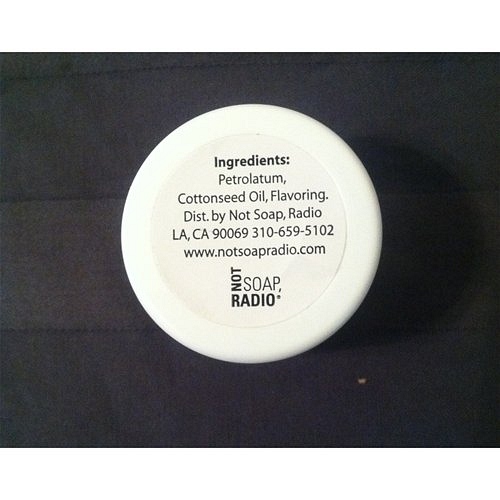 Ingredients:
Petrolatum,
Cottonseed Oil, Flavoring.
Dist. by Not Soap, Radio
LA, CA 90069 310-659-5102
www.notsoapradio.com
NOT
SOAP,
RADIO®